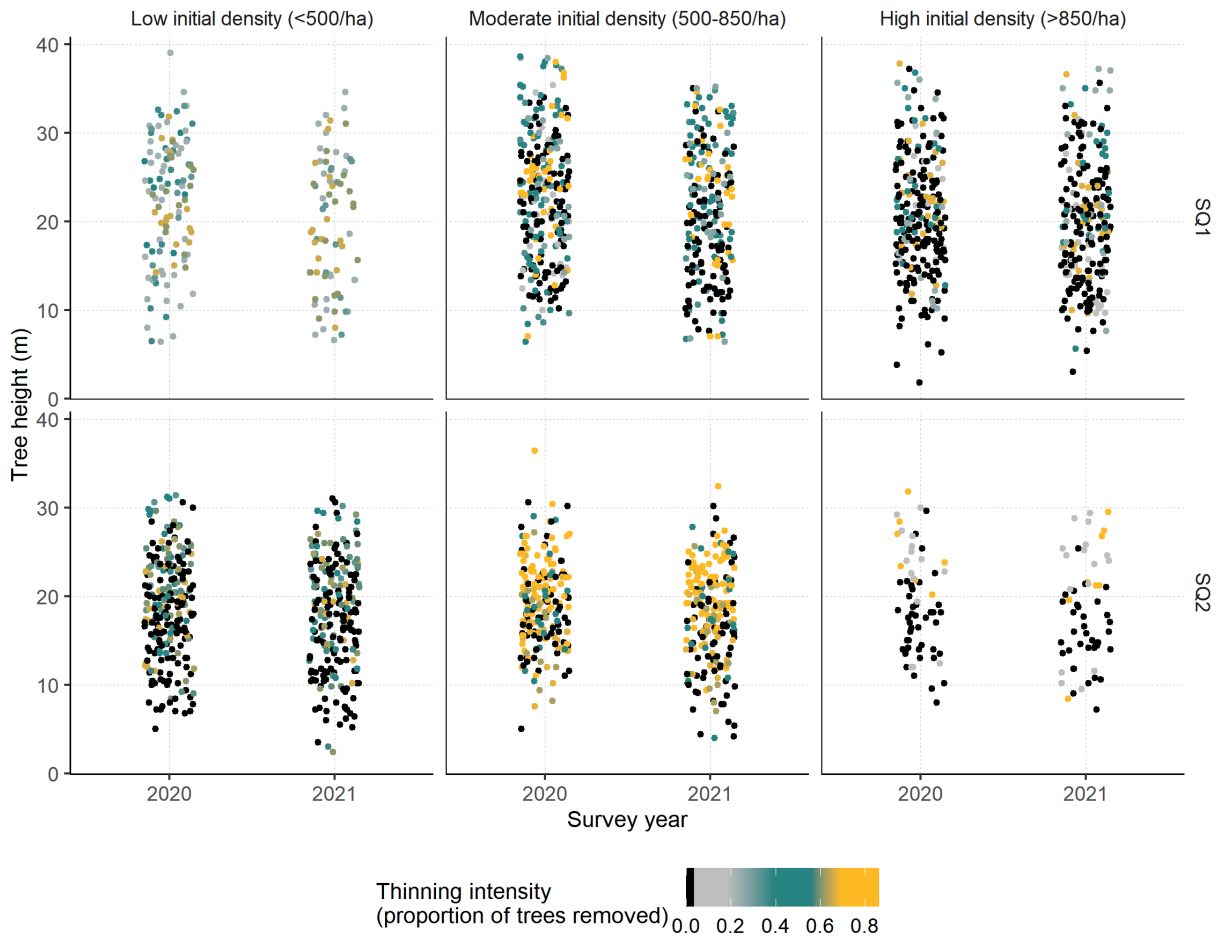 Low initial density (<500/ha)
Moderate initial density (500-850/ha)
High initial density (>850/ha)
Tree height (m)
40
30
20
10
0
SQ1
40
30
20
10
0
SQ2
2020
2021
2020
2021
2020
2021
Survey year
Thinning intensity
(proportion of trees removed)
0.0 0.2 0.4 0.6 0.8